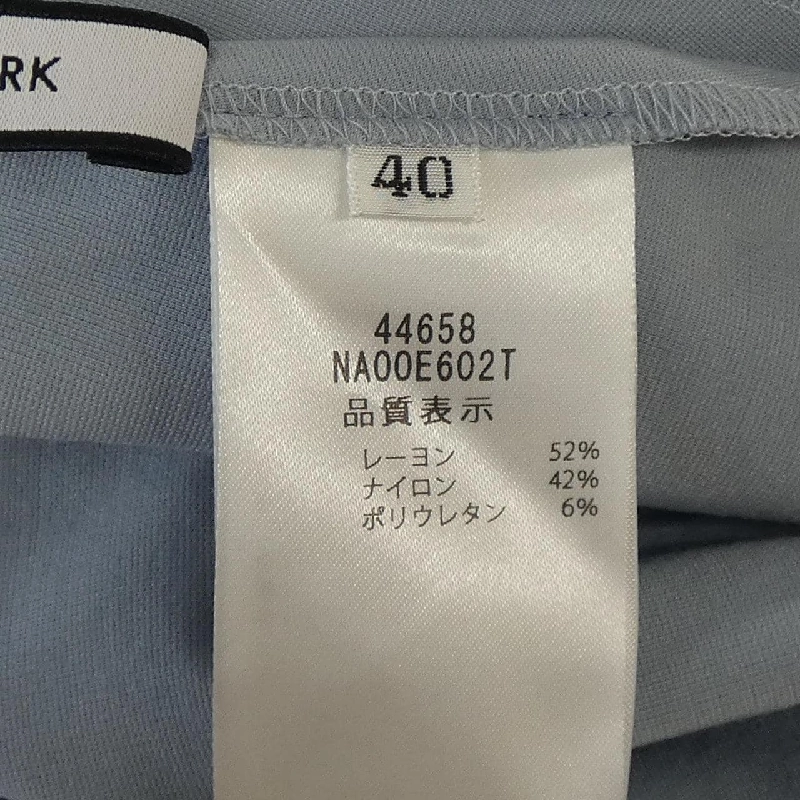 RK
40
44658
NA00E602T
品質表示
レーヨン 52%
ナイロン 42%
ポリウレタン 6%